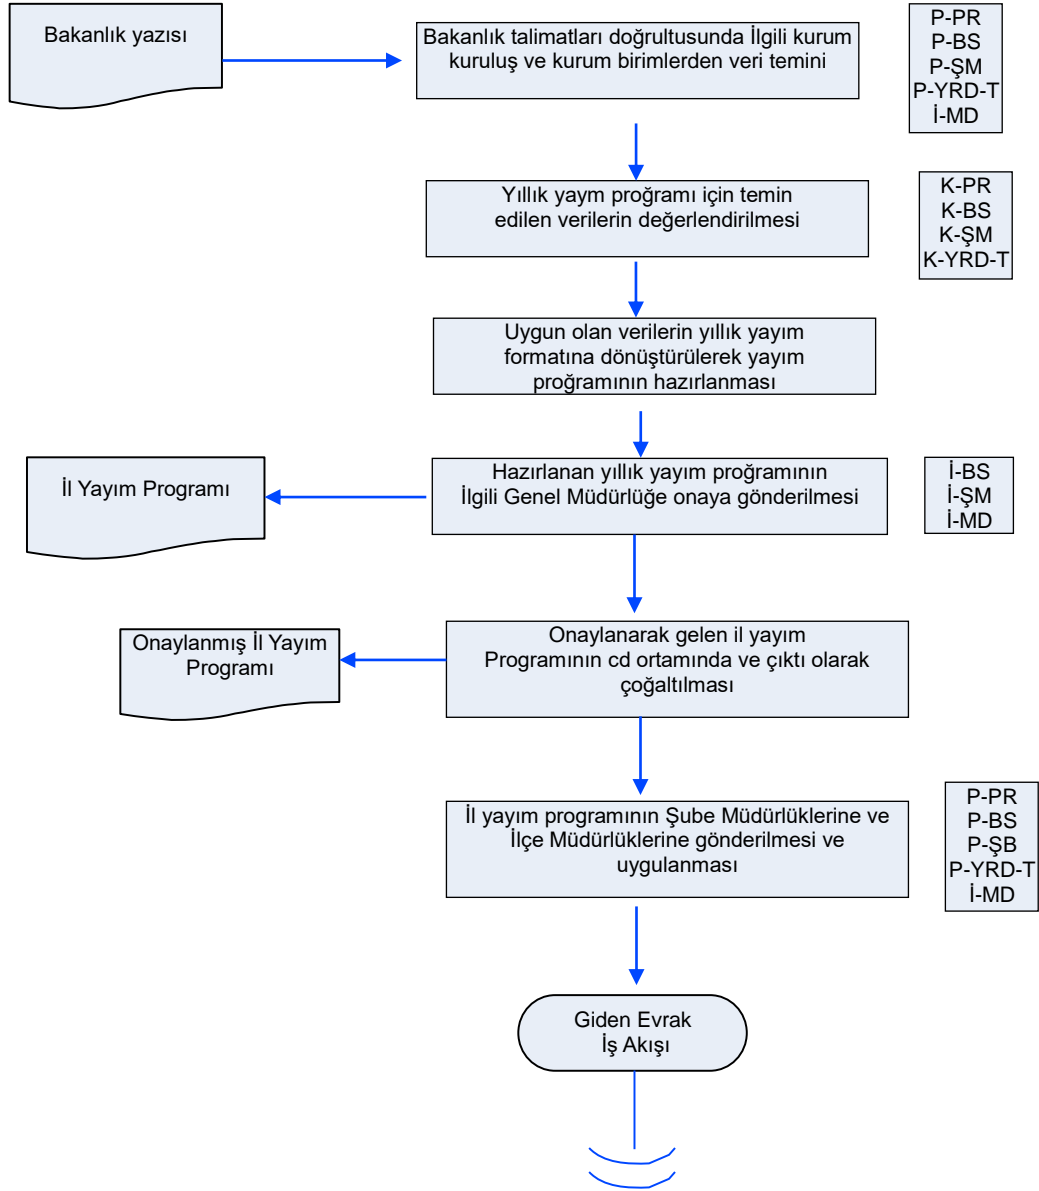 Bakanlık yazısı
Bakanlık talimatları doğrultusunda İlgili kurum
kuruluş ve kurum birimlerden veri temini
P-PR
P-BS
P-ŞM
P-YRD-T
İ-MD
Yıllık yaym proğramı için temin
edilen verilerin değerlendirilmesi
K-PR
K-BS
K-ŞM
K-YRD-T
Uygun olan verilerin yıllık yayım
formatına dönüştürülerek yayım
proğramının hazırlanması
İl Yayım Programı
Hazırlanan yıllık yayım proğramının
İlgili Genel Müdürlüğe onaya gönderilmesi
İ-BS
İ-ŞM
İ-MD
Onaylanmış İl Yayım
Programı
Onaylanarak gelen il yayım
Programının cd ortamında ve çıktı olarak
çoğaltılması
İl yayım programının Şube Müdürlüklerine ve
İlçe Müdürlüklerine gönderilmesi ve
uygulanması
P-PR
P-BS
P-ŞB
P-YRD-T
İ-MD
Giden Evrak
İş Akışı